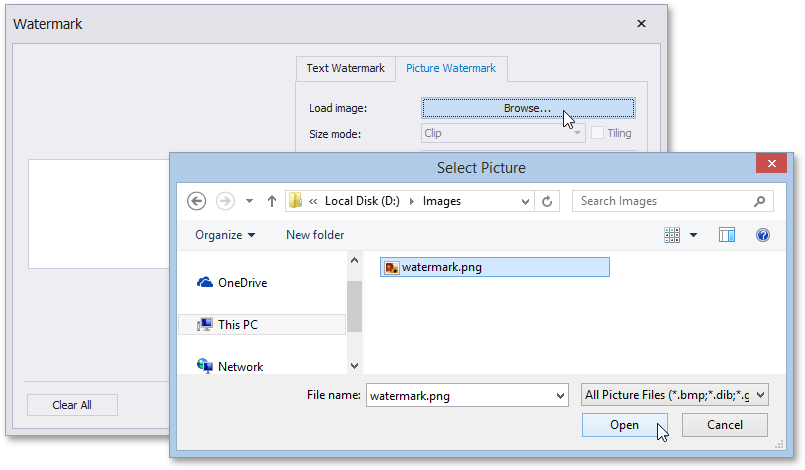 Watermark
Text Watermark Picture Watermark
Load image: Browse...
Size mode: Clip Tiling
Select Picture
« Local Disk (D:) Images Search Images
Organize New folder
OneDrive
This PC
Network
watermark.png
File name: watermark.png All Picture Files (*.bmp;*.dib;*.g
Open Cancel
Clear All